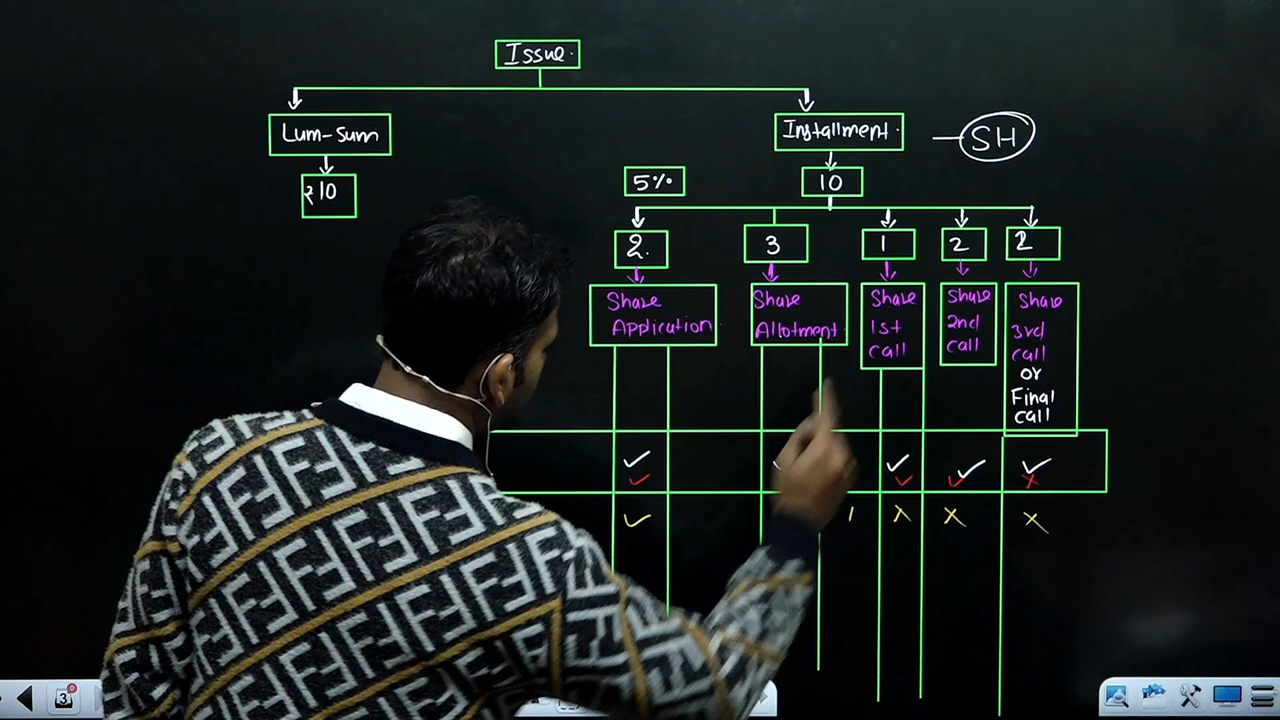 Issue.
Lum-Sum
Installment.
SH
₹10
5%
10
2.
3
1
2
2
Share
Application
Share
Allotment.
Share
1st
call
Share
2nd
call
Share
3rd
call
or
Final
call
3